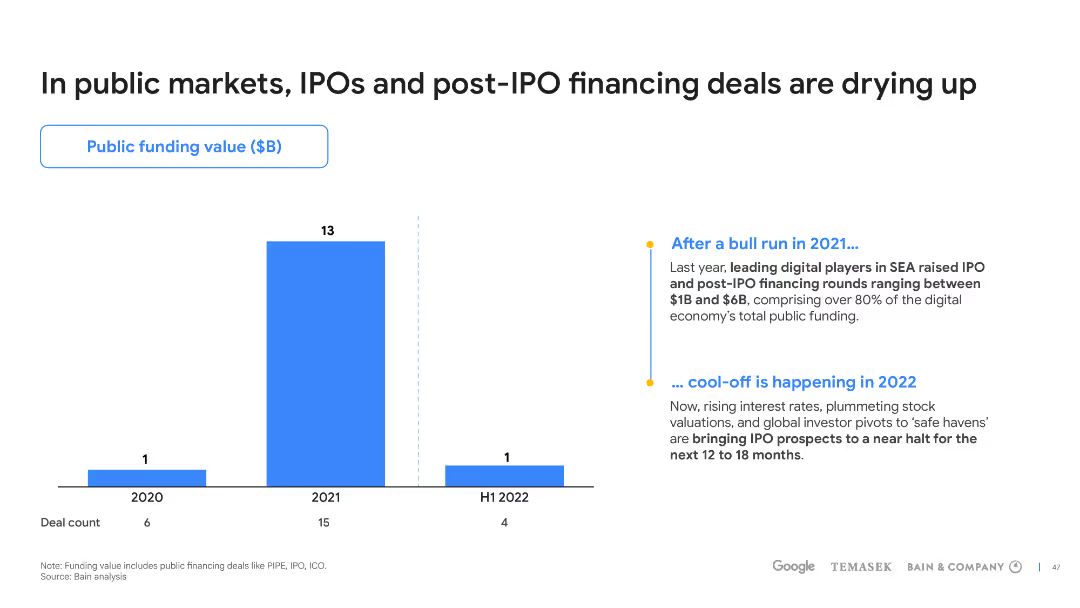 In public markets, IPOs and post-IPO financing deals are drying up
Public funding value ($B)
13
1
1
2020
2021
H1 2022
Deal count
6
15
4
After a bull run in 2021...
Last year, leading digital players in SEA raised IPO
and post-IPO financing rounds ranging between
$1B and $6B, comprising over 80% of the digital
economy's total public funding.
... cool-off is happening in 2022
Now, rising interest rates, plummeting stock
valuations, and global investor pivots to 'safe havens'
are bringing IPO prospects to a near halt for the
next 12 to 18 months.
Note: Funding value includes public financing deals like PIPE, IPO, ICO.
Source: Bain analysis
Google
TEMASEK
BAIN & COMPANY
47